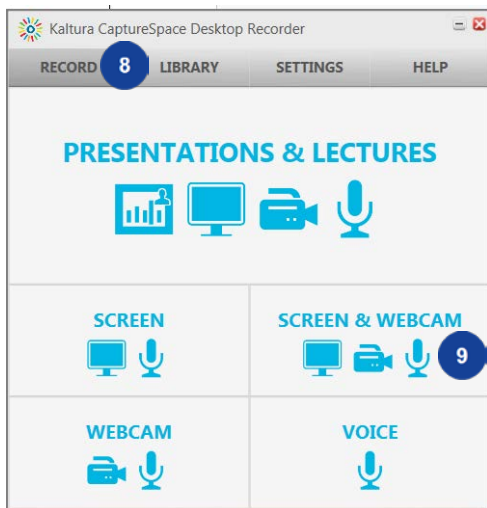 Kaltura CaptureSpace Desktop Recorder
RECORD 8 LIBRARY SETTINGS HELP
PRESENTATIONS & LECTURES
SCREEN SCREEN & WEBCAM
9
WEBCAM VOICE